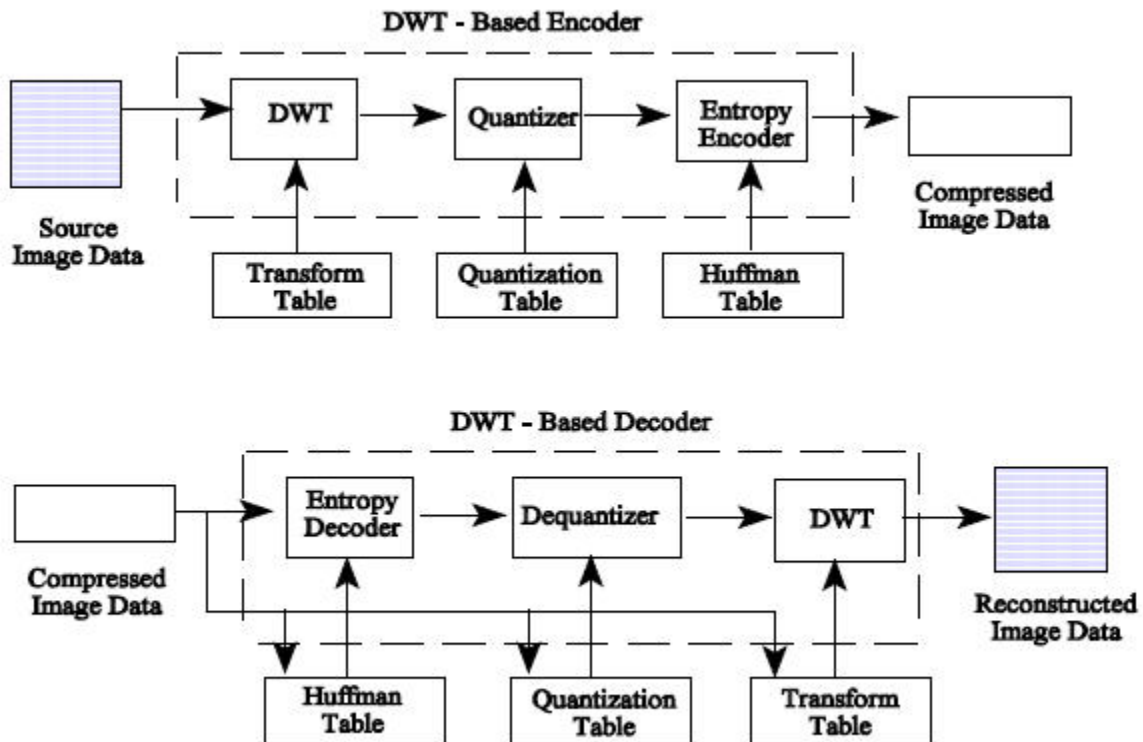 DWT - Based Encoder
DWT
Quantizer
Entropy
Encoder
Source
Image Data
Compressed
Image Data
Transform
Table
Quantization
Table
Huffman
Table
DWT - Based Decoder
Entropy
Decoder
Dequantizer
DWT
Compressed
Image Data
Reconstructed
Image Data
Huffman
Table
Quantization
Table
Transform
Table